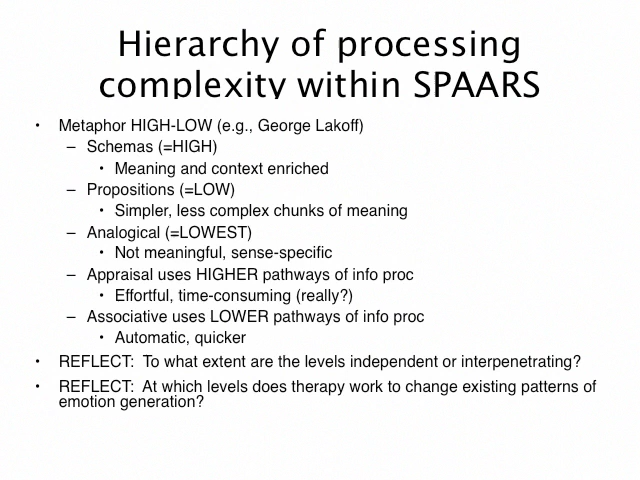 Hierarchy of processing
complexity within SPAARS
• Metaphor HIGH-LOW (e.g., George Lakoff)
– Schemas (=HIGH)
• Meaning and context enriched
– Propositions (=LOW)
• Simpler, less complex chunks of meaning
– Analogical (=LOWEST)
• Not meaningful, sense-specific
– Appraisal uses HIGHER pathways of info proc
• Effortful, time-consuming (really?)
– Associative uses LOWER pathways of info proc
• Automatic, quicker
• REFLECT: To what extent are the levels independent or interpenetrating?
• REFLECT: At which levels does therapy work to change existing patterns of
emotion generation?